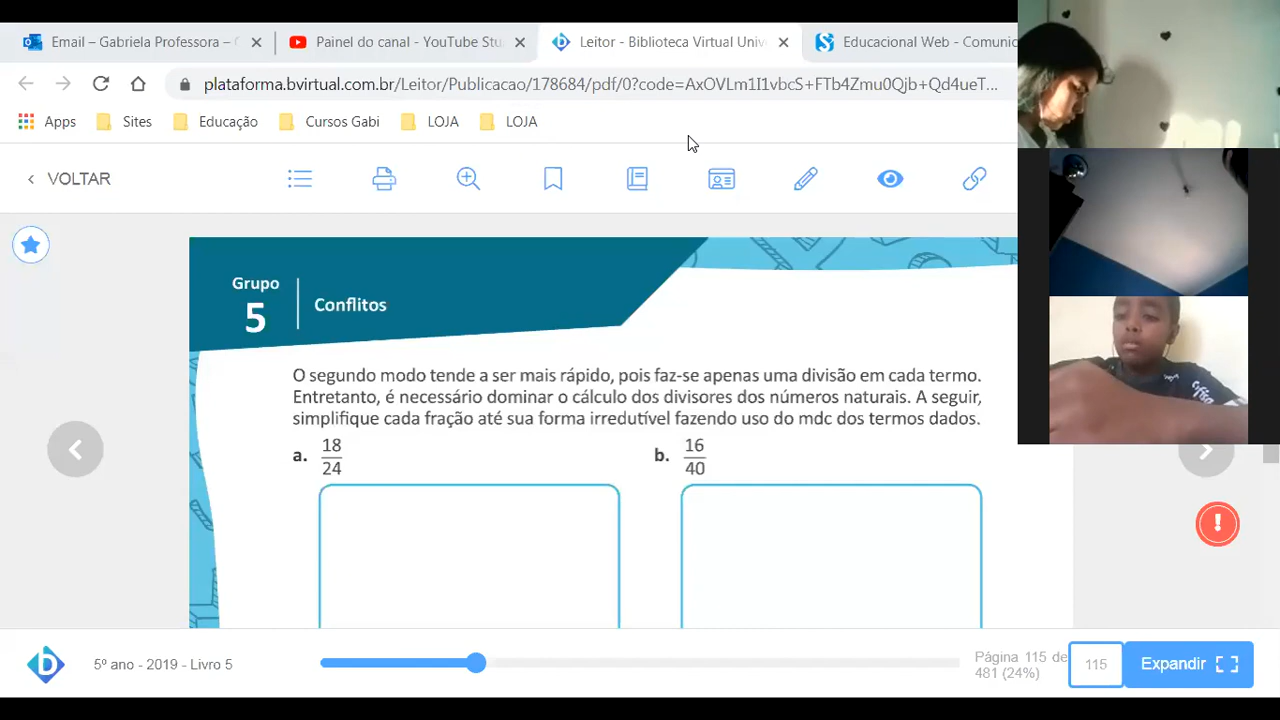 Email – Gabriela Professora –
Painel do canal - YouTube Stu
Leitor - Biblioteca Virtual Univ
Educacional Web - Comunic
plataforma.bvirtual.com.br/Leitor/Publicacao/178684/pdf/0?code=AxOVLm1I1vbcS+FTb4Zmu0Qjb+Qd4ueT...
Apps Sites Educação Cursos Gabi LOJA LOJA
VOLTAR
Grupo
5
Conflitos
O segundo modo tende a ser mais rápido, pois faz-se apenas uma divisão em cada termo.
Entretanto, é necessário dominar o cálculo dos divisores dos números naturais. A seguir,
simplifique cada fração até sua forma irredutível fazendo uso do mdc dos termos dados.
a. 18/24
b. 16/40
5º ano - 2019 - Livro 5
Página 115 de
481 (24%)
115
Expandir